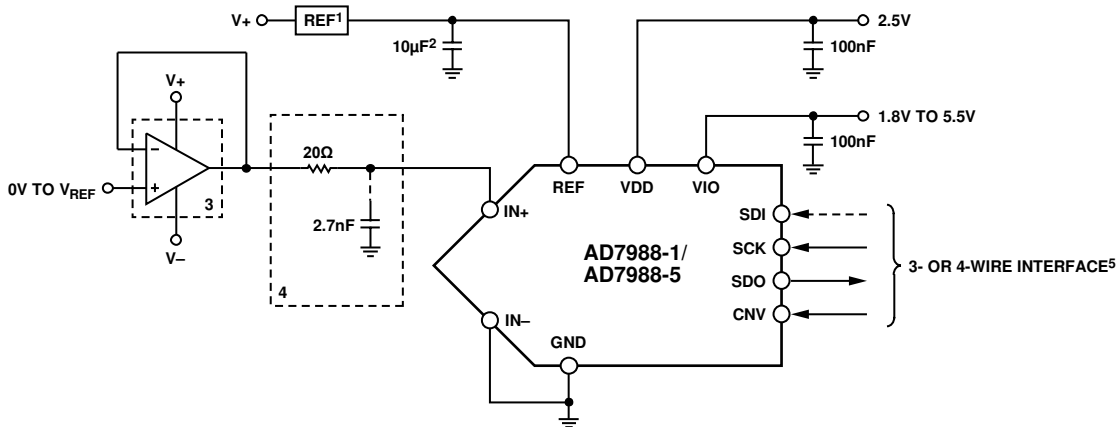 V+ REF¹ 2.5V
10µF² 100nF
V+
1.8V TO 5.5V
100nF
20Ω
REF VDD VIO
–
+
0V TO VREF
3
2.7nF
IN+
SDI
V–
AD7988-1/
AD7988-5
SCK
3- OR 4-WIRE INTERFACE⁵
SDO
4
CNV
IN–
GND